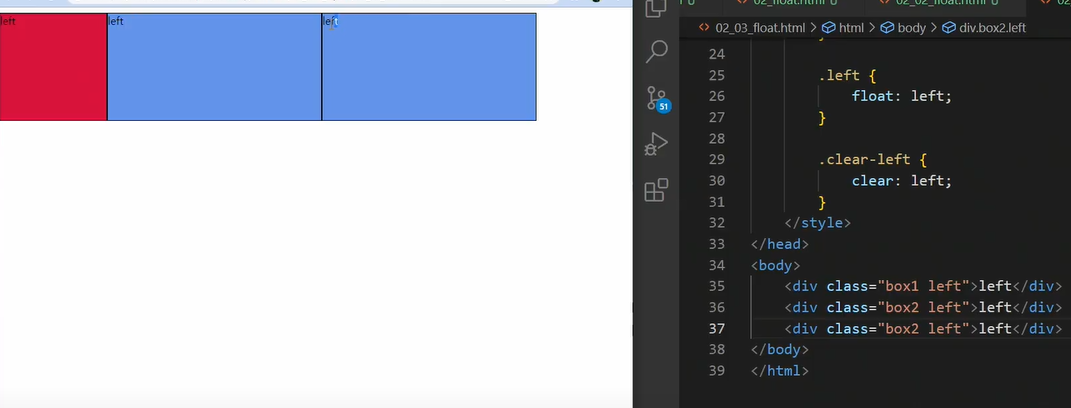 left
left
left
02_03_float.html > html > body > div.box2.left
51
24
25 .left {
26 float: left;
27 }
28
29 .clear-left {
30 clear: left;
31 }
32 </style>
33 </head>
34 <body>
35 <div class="box1 left">left</div>
36 <div class="box2 left">left</div>
37 <div class="box2 left">left</div>
38 </body>
39 </html>